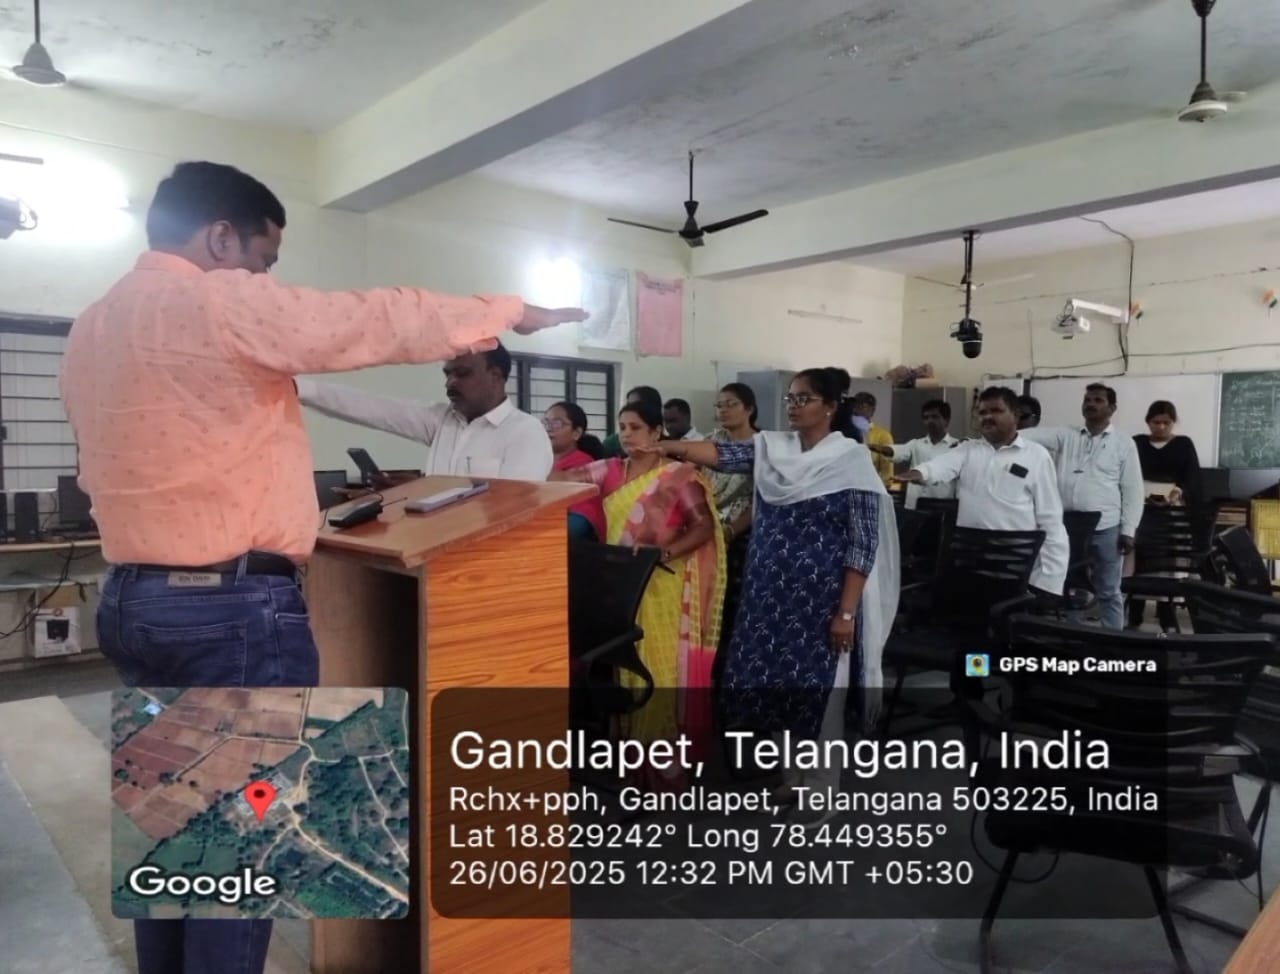 GPS Map Camera
Gandlapet, Telangana, India
Rchx+pph, Gandlapet, Telangana 503225, India
Lat 18.829242° Long 78.449355°
26/06/2025 12:32 PM GMT +05:30
Google